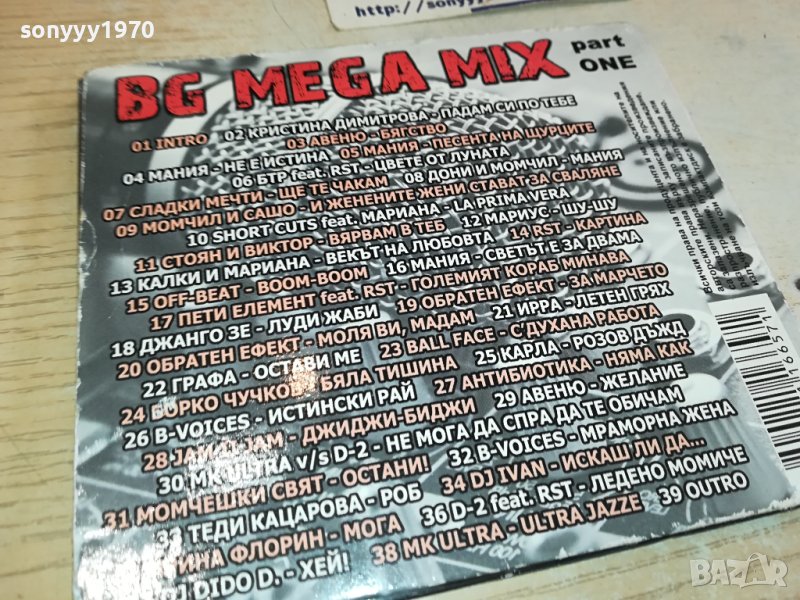 http://sonyyy
sonyyy1970
BG MEGA MIX part ONE
01 INTRO 02 КРИСТИНА ДИМИТРОВА - ПАДАМ СИ ПО ТЕБЕ
03 АВЕНЮ - БЯГСТВО
04 МАНИЯ - НЕ Е ИСТИНА 05 МАНИЯ - ПЕСЕНТА НА ЩУРЦИТЕ
06 БТР feat. RST - ЦВЕТЕ ОТ ЛУНАТА
07 СЛАДКИ МЕЧТИ - ЩЕ ТЕ ЧАКАМ 08 ДОНИ И МОМЧИЛ - МАНИЯ
09 МОМЧИЛ И САШО - И ЖЕНЕНИТЕ ЖЕНИ СТАВАТ ЗА СВАЛЯНЕ
10 SHORT CUTS feat. МАРИАНА - LA PRIMA VERA
11 СТОЯН И ВИКТОР - ВЯРВАМ В ТЕБ 12 МАРИУС - ШУ-ШУ
13 КАЛКИ И МАРИАНА - ВЕКЪТ НА ЛЮБОВТА 14 RST - КАРТИНА
15 OFF-BEAT - BOOM-BOOM 16 МАНИЯ - СВЕТЪТ Е ЗА ДВАМА
17 ПЕТИ ЕЛЕМЕНТ feat. RST - ГОЛЕМИЯТ КОРАБ МИНАВА
18 ДЖАНГО ЗЕ - ЛУДИ ЖАБИ 19 ОБРАТЕН ЕФЕКТ - ЗА МАРЧЕТО
20 ОБРАТЕН ЕФЕКТ - МОЛЯ ВИ, МАДАМ 21 ИРРА - ЛЕТЕН ГРЯХ
22 ГРАФА - ОСТАВИ МЕ 23 BALL FACE - С'ДУХАНА РАБОТА
24 БОРКО ЧУЧКОВ - БЯЛА ТИШИНА 25 КАРЛА - РОЗОВ ДЪЖД
26 B-VOICES - ИСТИНСКИ РАЙ 27 АНТИБИОТИКА - НЯМА КАК
28 JAM - ДЖИДЖИ-БИДЖИ 29 АВЕНЮ - ЖЕЛАНИЕ
30 MK ULTRA v/s D-2 - НЕ МОГА ДА СПРА ДА ТЕ ОБИЧАМ
31 МОМЧЕШКИ СВЯТ - ОСТАНИ! 32 B-VOICES - МРАМОРНА ЖЕНА
33 ТЕДИ КАЦАРОВА - РОБ 34 DJ IVAN - ИСКАШ ЛИ ДА...
ФЛОРИН - МОГА 36 D-2 feat. RST - ЛЕДЕНО МОМИЧЕ
DJ DIDO D. - ХЕЙ! 38 MK ULTRA - ULTRA JAZZE 39 OUTRO
166571
BAZAR